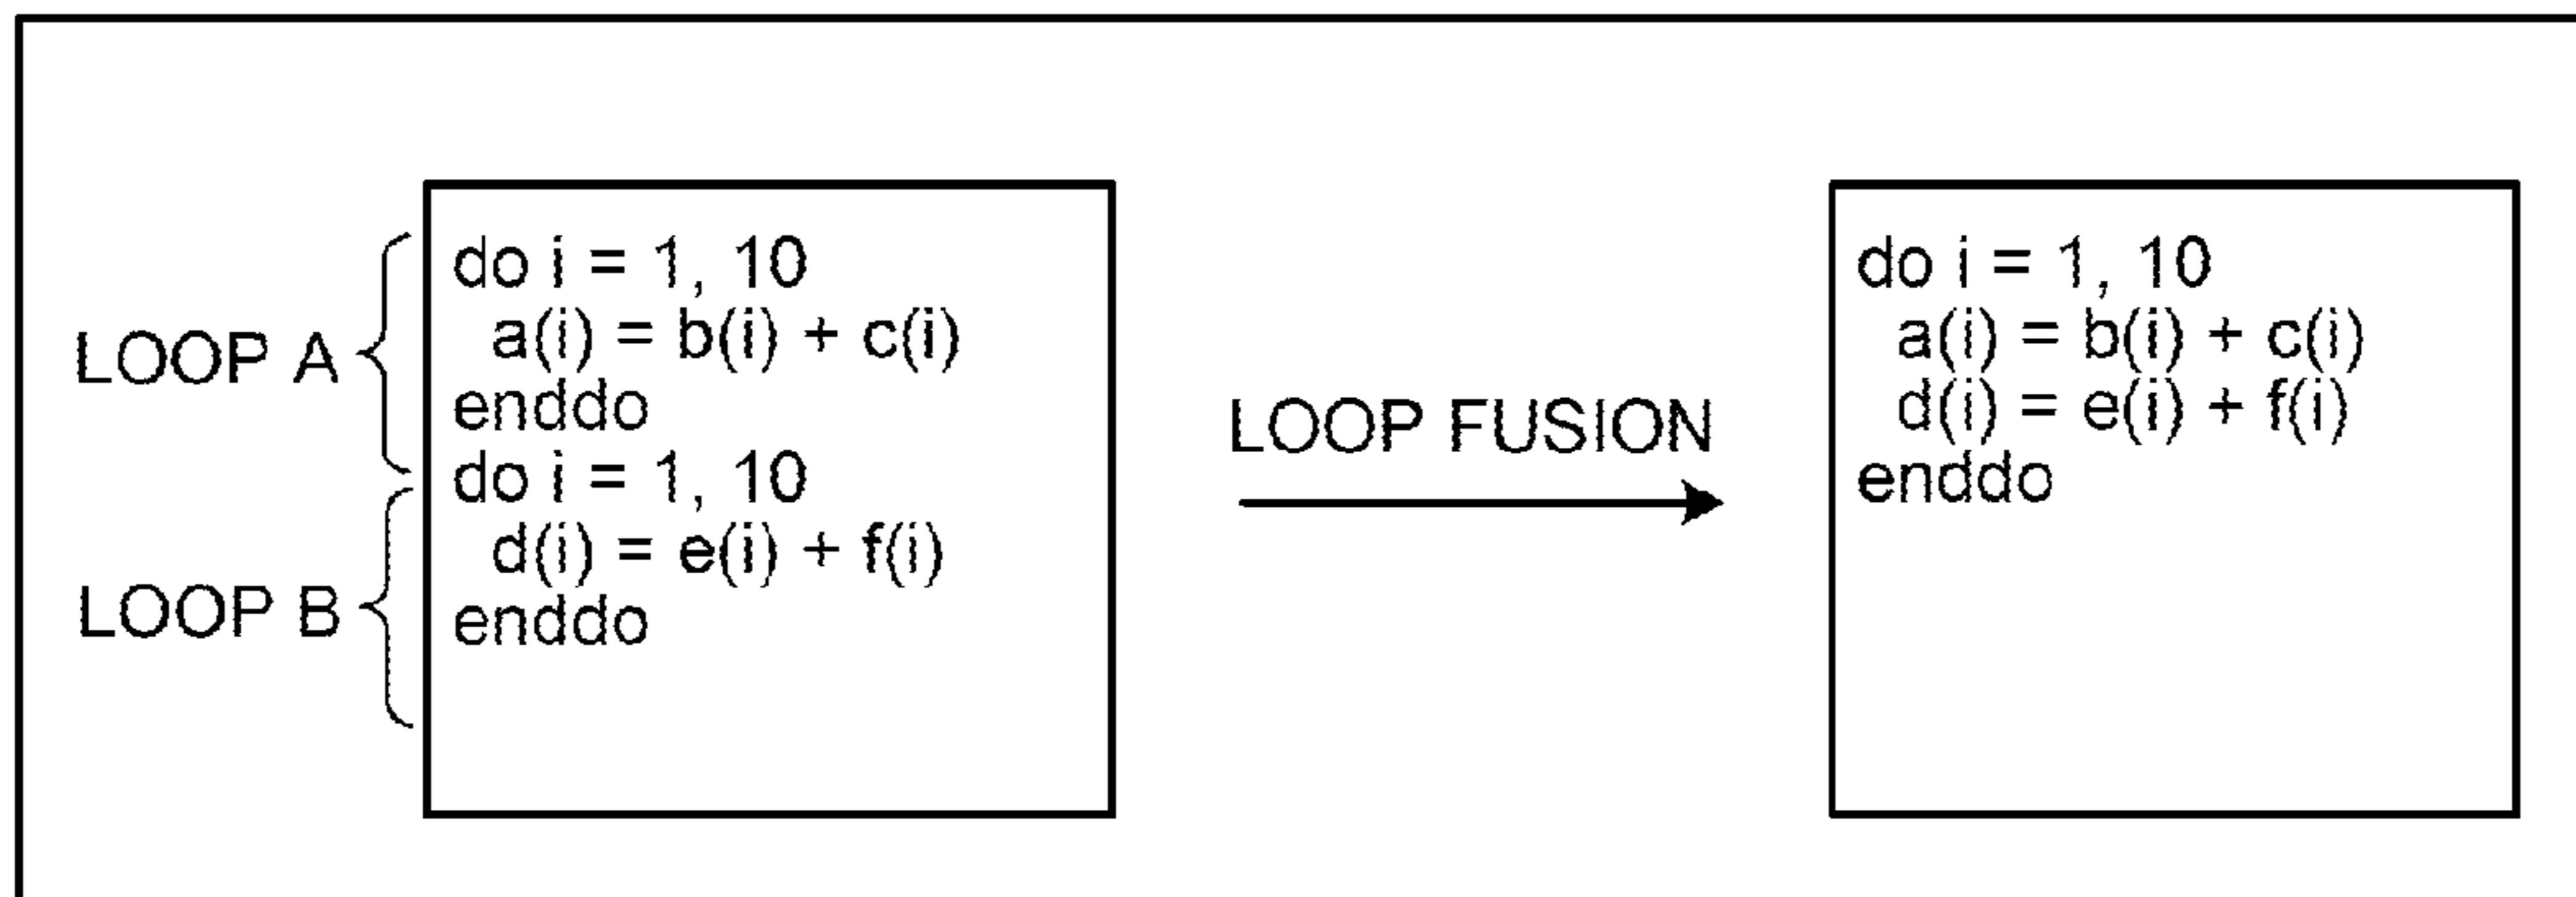 LOOP A
do i = 1, 10
a(i) = b(i) + c(i)
enddo
LOOP B
do i = 1, 10
d(i) = e(i) + f(i)
enddo
LOOP FUSION
do i = 1, 10
a(i) = b(i) + c(i)
d(i) = e(i) + f(i)
enddo